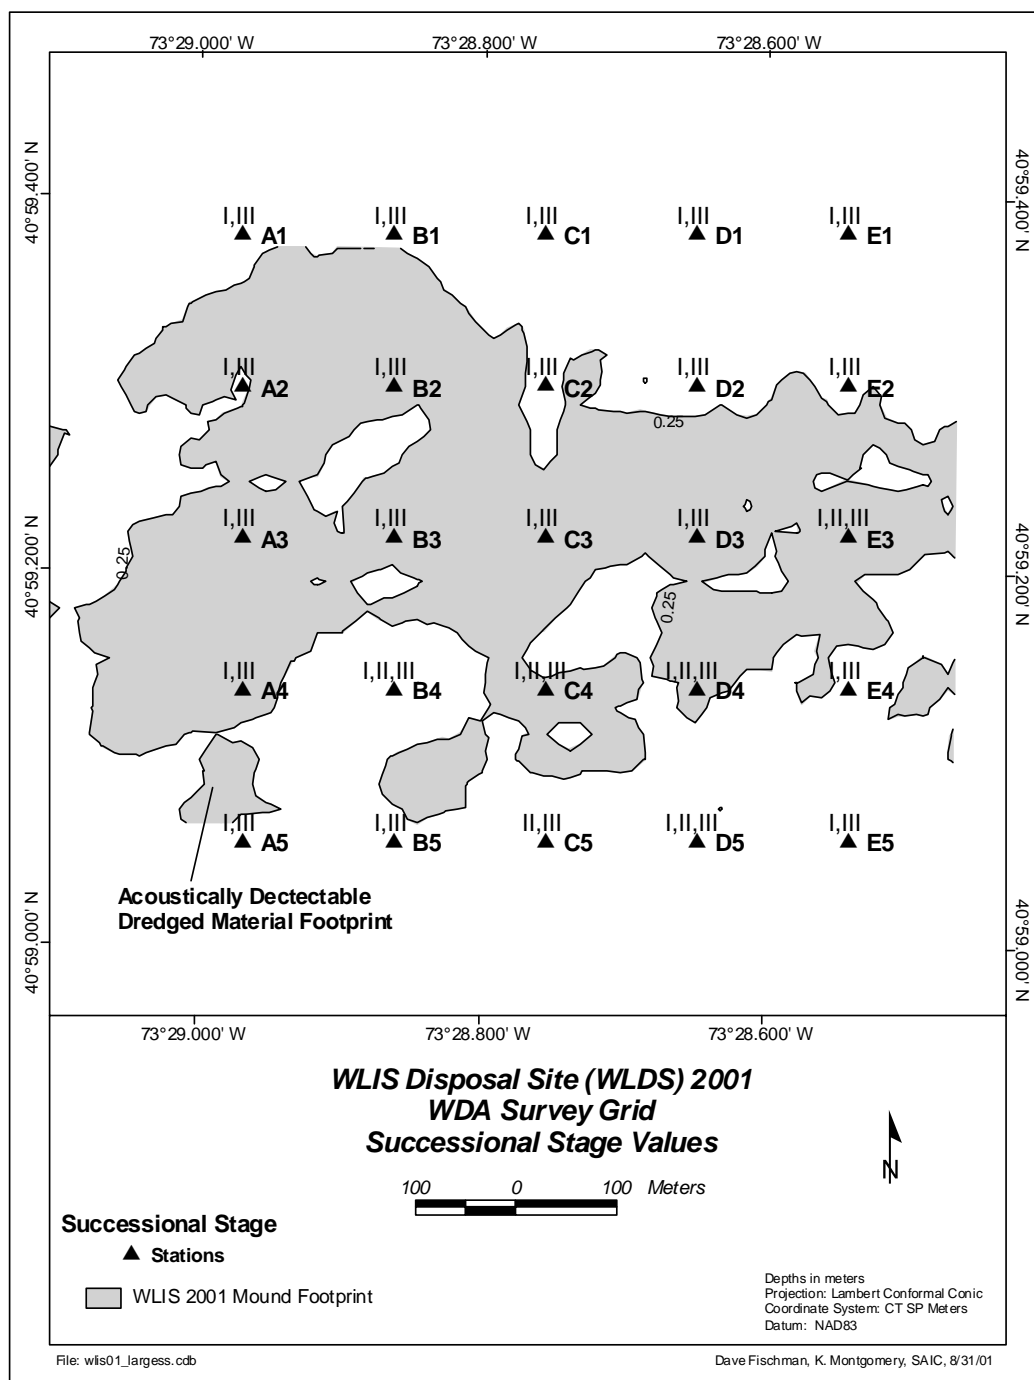 73°29.000' W 73°28.800' W 73°28.600' W
40°59.400' N
40°59.400' N
I,III I,III I,III I,III I,III
A1 B1 C1 D1 E1
I,III I,III I,III I,III I,III
A2 B2 C2 D2 E2
0.25
I,III I,III I,III I,III I,II,III
A3 B3 C3 D3 E3
0.25
40°59.200' N
40°59.200' N
0.25
I,III I,II,III I,II,III I,II,III I,III
A4 B4 C4 D4 E4
I,III I,III II,III I,II,III I,III
A5 B5 C5 D5 E5
Acoustically Dectectable
Dredged Material Footprint
40°59.000' N
40°59.000' N
73°29.000' W 73°28.800' W 73°28.600' W
WLIS Disposal Site (WLDS) 2001
WDA Survey Grid
Successional Stage Values
N
100 0 100 Meters
Successional Stage
Stations
WLIS 2001 Mound Footprint
Depths in meters
Projection: Lambert Conformal Conic
Coordinate System: CT SP Meters
Datum: NAD83
File: wlis01_largess.cdb
Dave Fischman, K. Montgomery, SAIC, 8/31/01